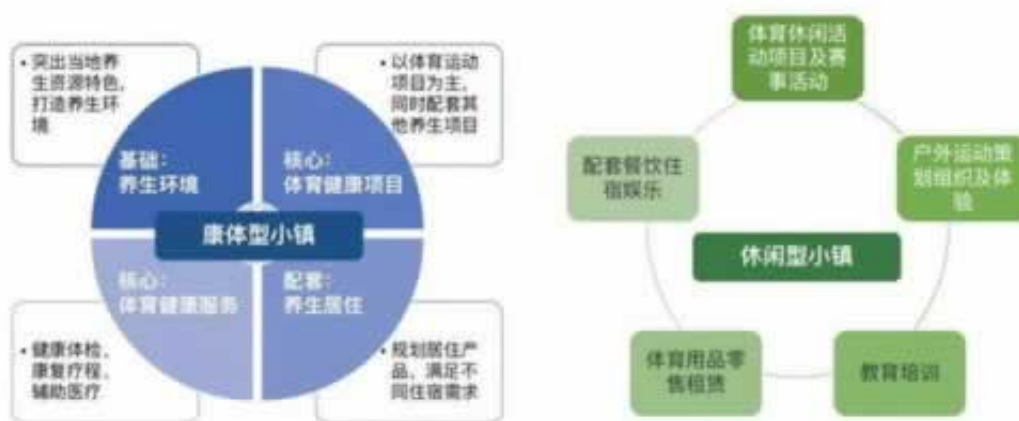 • 突出当地养
生资源特色,
打造养生环
境
• 以体育运动
项目为主,
同时配套其
他养生项目
基础:
养生环境
核心:
体育健康项目
康体型小镇
核心:
体育健康服务
配套:
养生居住
• 健康体检、
康复疗程、
辅助医疗
• 规划居住产
品、满足不
同住宿需求
体育休闲活
动项目及赛
事活动
户外运动策
划组织及体
验
教育培训
体育用品零
售租赁
配套餐饮住
宿娱乐
休闲型小镇